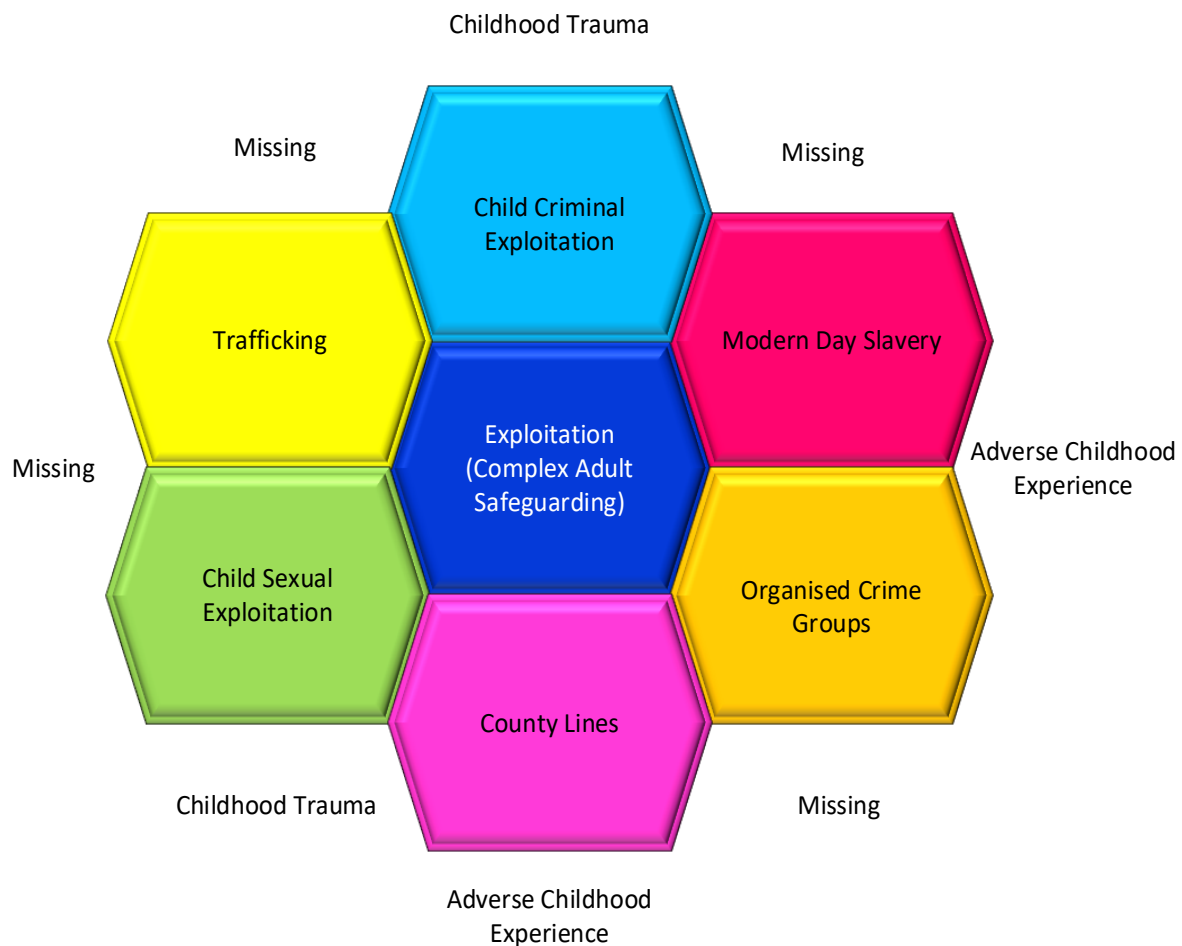 Childhood Trauma
Missing
Missing
Child Criminal
Exploitation
Trafficking
Modern Day Slavery
Exploitation
(Complex Adult
Safeguarding)
Missing
Adverse Childhood
Experience
Child Sexual
Exploitation
Organised Crime
Groups
County Lines
Childhood Trauma
Missing
Adverse Childhood
Experience